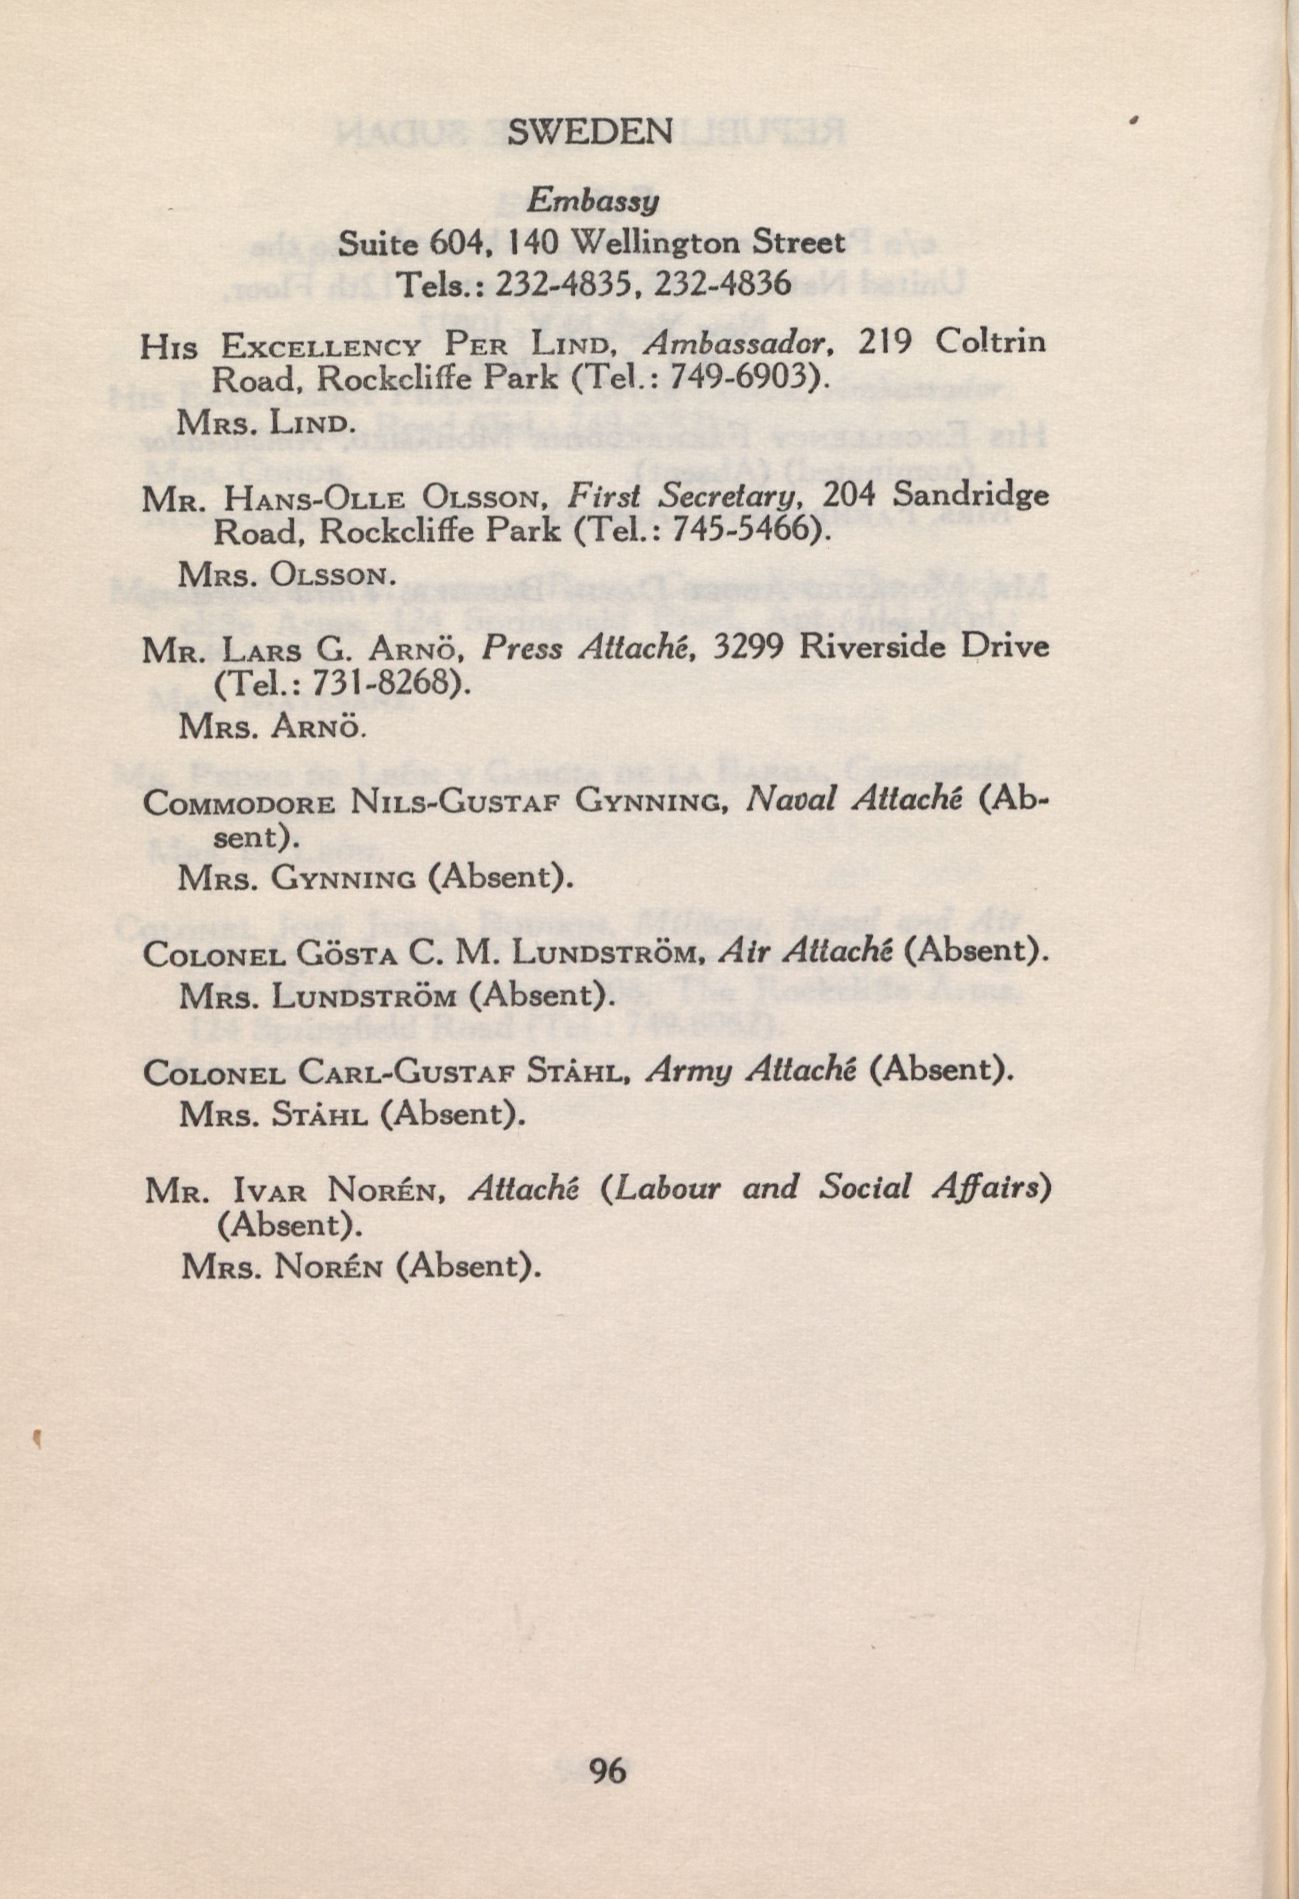 SWEDEN
Embassy
Suite 604, 140 Wellington Street
Tels.: 232-4835, 232-4836
His Excellency Per Lind, Ambassador, 219 Coltrin
Road, Rockcliffe Park (Tel.: 749-6903).
Mrs. Lind.
Mr. Hans-Olle Olsson, First Secretary, 204 Sandridge
Road, Rockcliffe Park (Tel.: 745-5466).
Mrs. Olsson.
Mr. Lars G. Arnö, Press Attaché, 3299 Riverside Drive
(Tel.: 731-8268).
Mrs. Arnö.
Commodore Nils-Gustaf Gynning, Naval Attaché (Ab-
sent).
Mrs. Gynning (Absent).
Colonel Gösta C. M. Lundström, Air Attaché (Absent).
Mrs. Lundström (Absent).
Colonel Carl-Gustaf Ståhl, Army Attaché (Absent).
Mrs. Ståhl (Absent).
Mr. Ivar Norén, Attaché (Labour and Social Affairs)
(Absent).
Mrs. Norén (Absent).
96